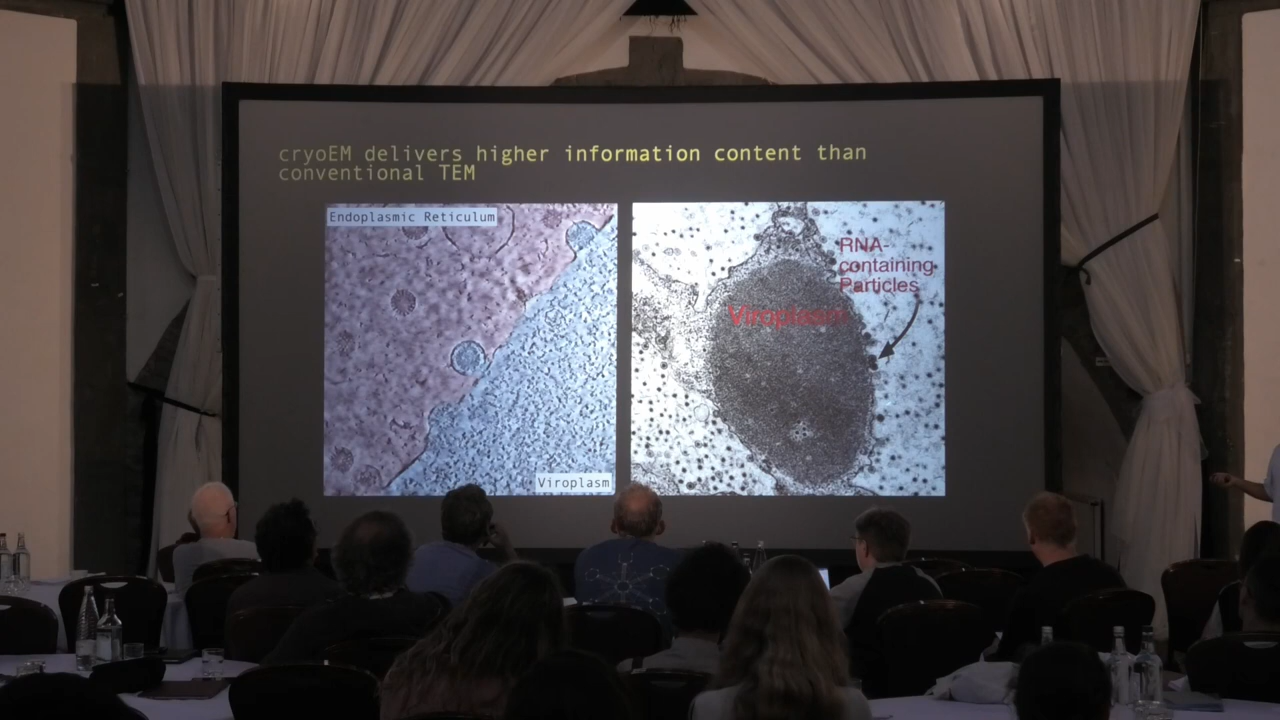 cryoEM delivers higher information content than
conventional TEM
Endoplasmic Reticulum
Viroplasm
RNA-
containing
Particles
Viroplasm